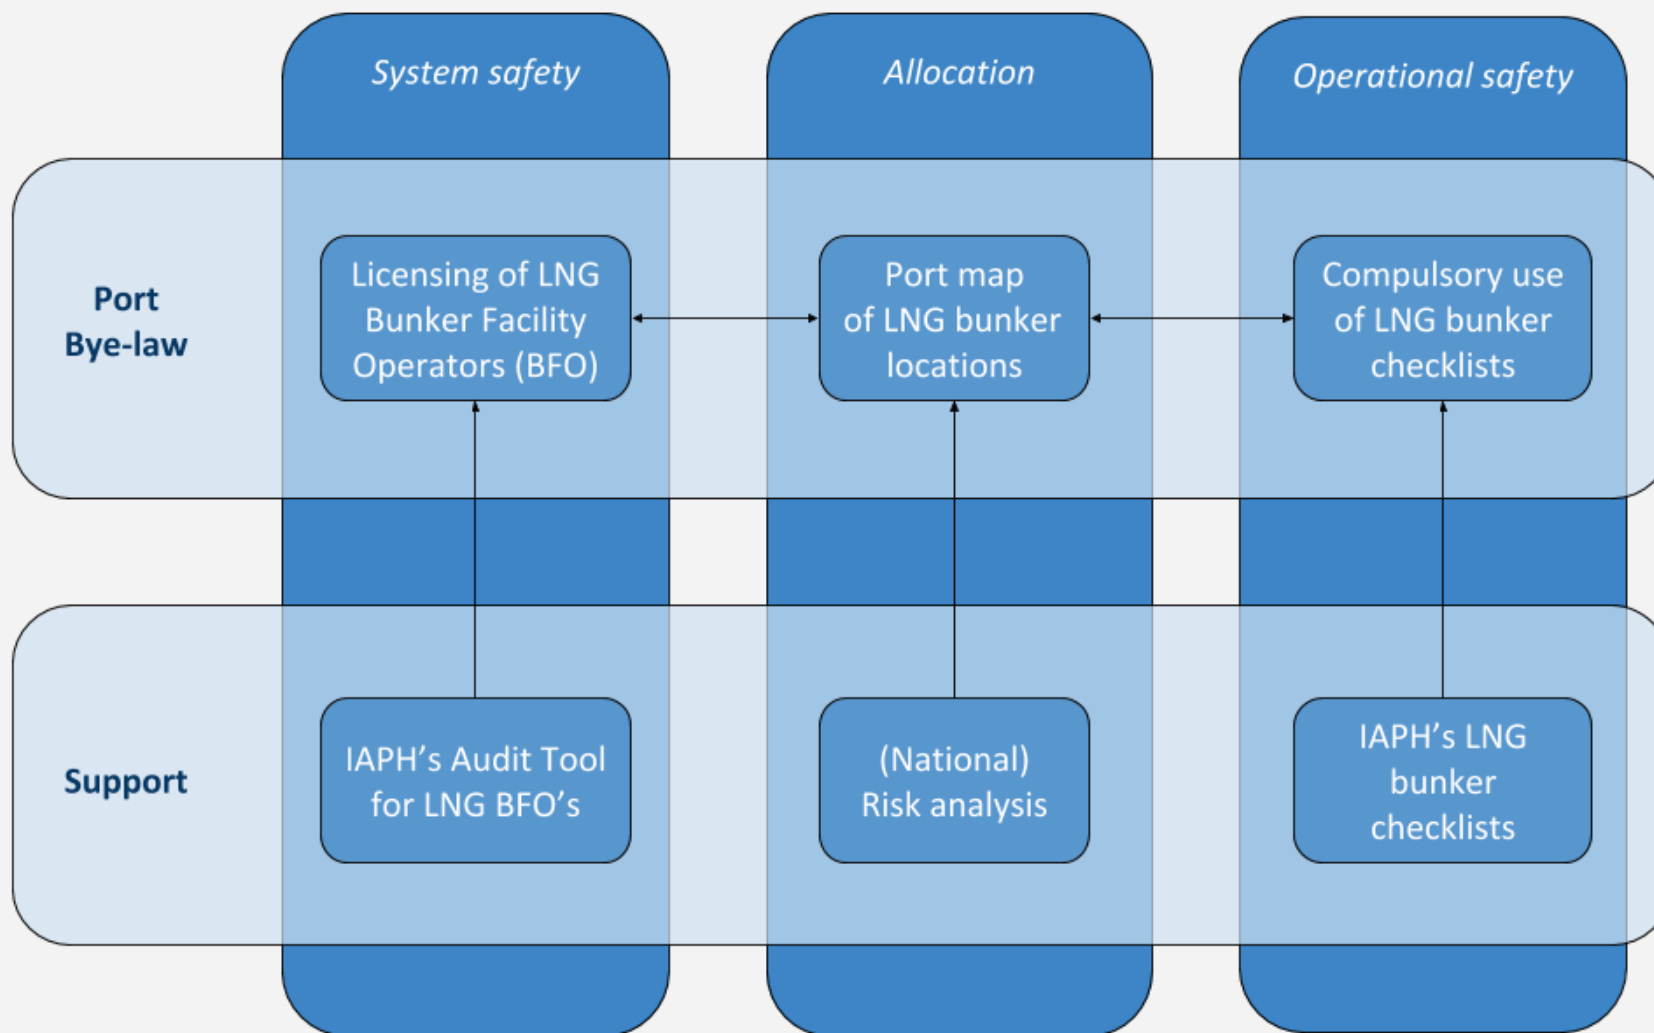 System safety
Allocation
Operational safety
Port
Bye-law
Licensing of LNG
Bunker Facility
Operators (BFO)
Port map
of LNG bunker
locations
Compulsory use
of LNG bunker
checklists
Support
IAPH’s Audit Tool
for LNG BFO’s
(National)
Risk analysis
IAPH’s LNG
bunker
checklists